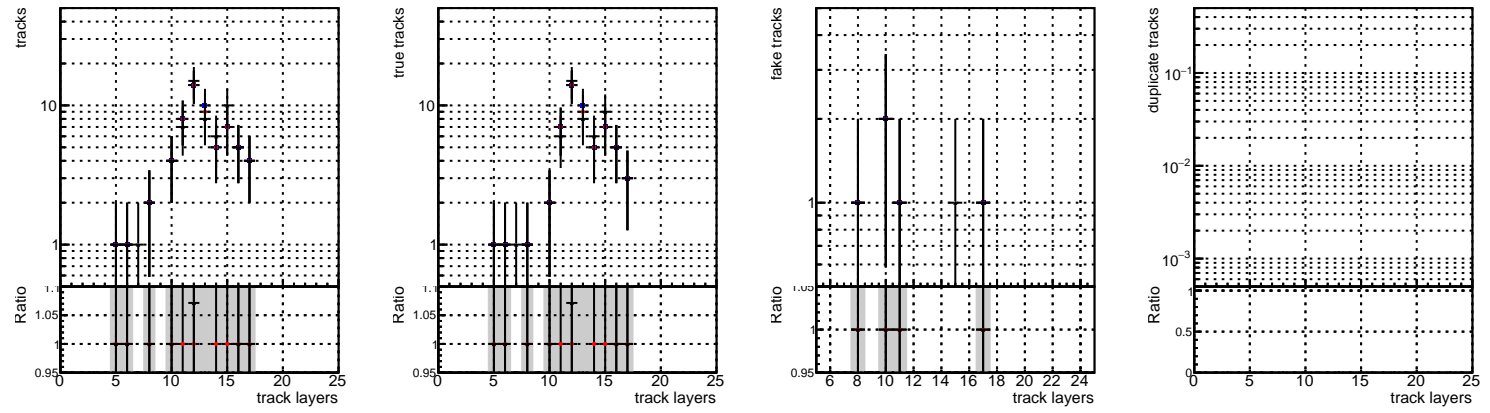 tracks
10
1
Ratio
1.1
1.05
1
0.95
0 5 10 15 20 25
track layers
true tracks
10
1
Ratio
1.1
1.05
1
0.95
0 5 10 15 20 25
track layers
fake tracks
1
Ratio
1.05
1
0.95
6 8 10 12 14 16 18 20 22 24
track layers
duplicate tracks
10⁻¹
10⁻²
10⁻³
Ratio
1
0.5
0
0 5 10 15 20 25
track layers